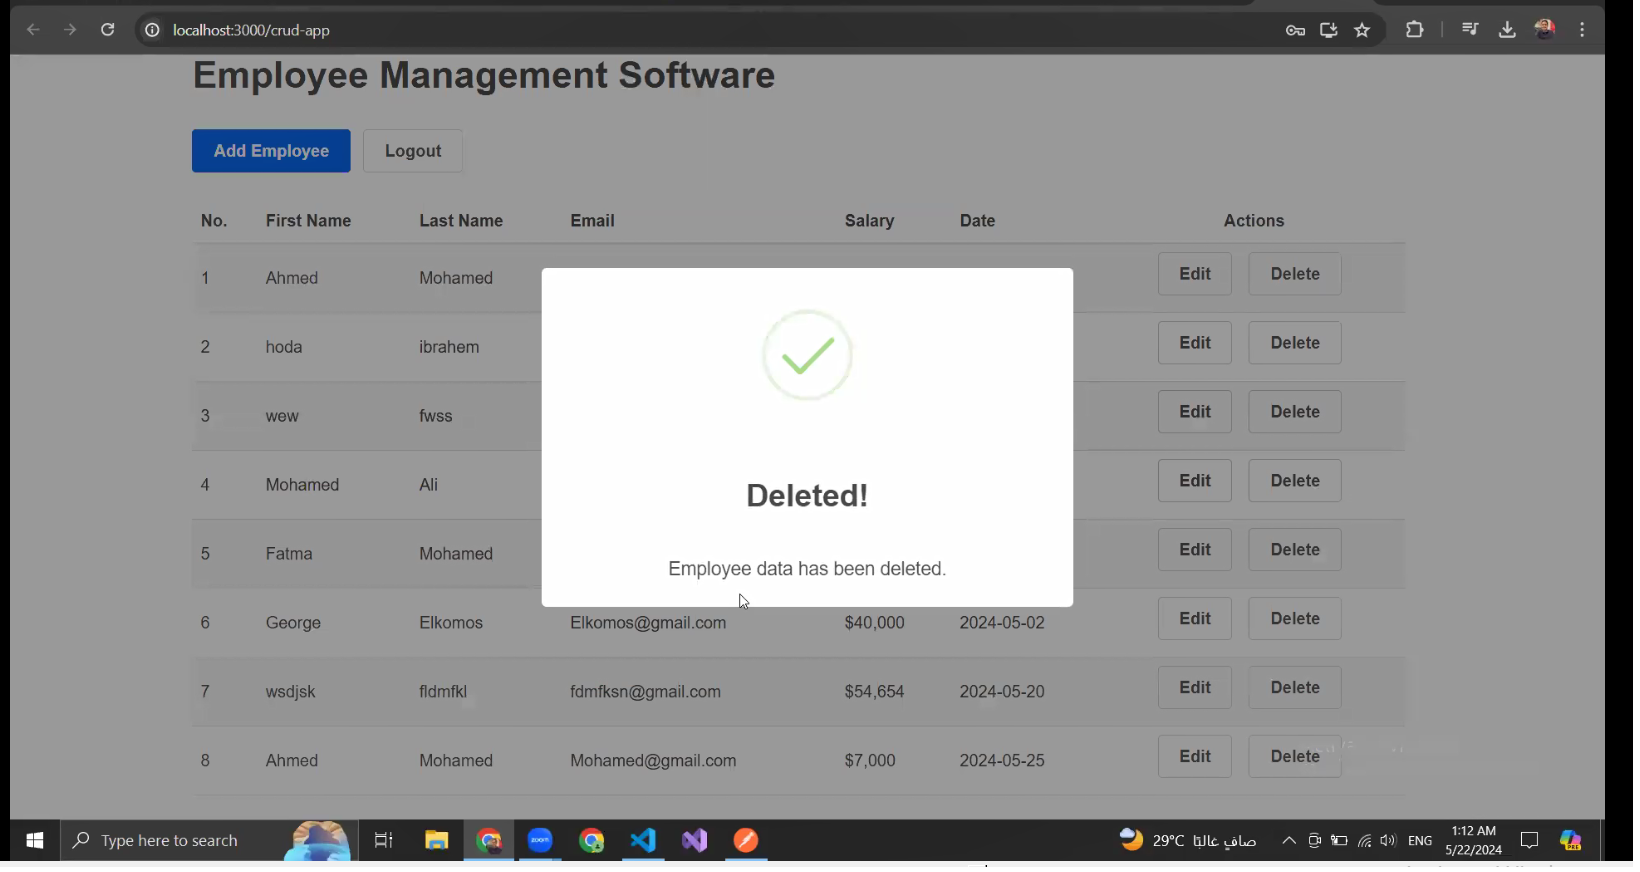 localhost:3000/crud-app
Employee Management Software
Add Employee Logout
No. First Name Last Name Email Salary Date Actions
1 Ahmed Mohamed Edit Delete
2 hoda ibrahem Edit Delete
3 wew fwss Edit Delete
4 Mohamed Ali Edit Delete
5 Fatma Mohamed Edit Delete
Deleted!
Employee data has been deleted.
6 George Elkomos Elkomos@gmail.com $40,000 2024-05-02 Edit Delete
7 wsdjsk fldmfkl fdmfksn@gmail.com $54,654 2024-05-20 Edit Delete
8 Ahmed Mohamed Mohamed@gmail.com $7,000 2024-05-25 Edit Delete
Type here to search zoom 29°C صافٍ غالبًا ENG 1:12 AM
5/22/2024
PRE